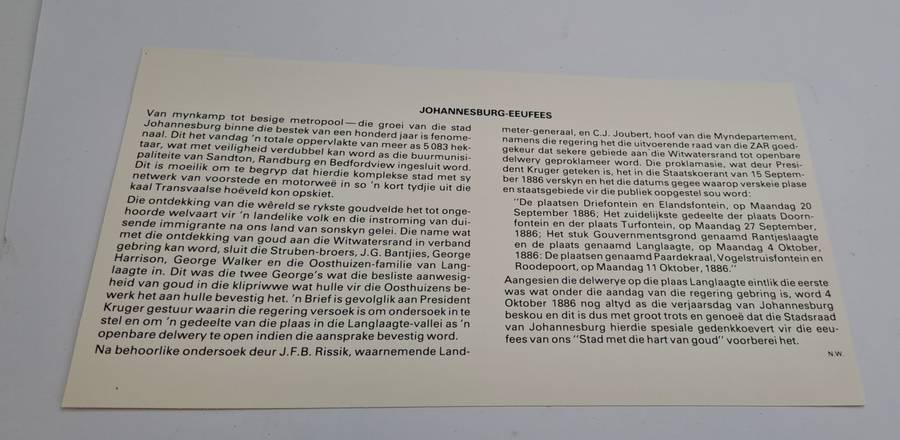 JOHANNESBURG-EEUFEES
Van mynkamp tot besige metropool — die groei van die stad
Johannesburg binne die bestek van een honderd jaar is fenome-
naal. Dit het vandag 'n totale oppervlakte van meer as 5 083 hek-
taar, wat met veiligheid verdubbel kan word as die buurmunisi-
paliteite van Sandton, Randburg en Bedfordview ingesluit word.
Dit is moeilik om te begryp dat hierdie komplekse stad met sy
netwerk van voorstede en motorweë in so 'n kort tydjie uit die
kaal Transvaalse hoëveld kon opskiet.
Die ontdekking van die wêreld se rykste goudvelde het tot onge-
hoorde welvaart vir 'n landelike volk en die instroming van dui-
sende immigrante na ons land van sonskyn gelei. Die name wat
met die ontdekking van goud aan die Witwatersrand in verband
gebring kan word, sluit die Struben-broers, J.G. Bantjies, George
Harrison, George Walker en die Oosthuizen-familie van Lang-
laagte in. Dit was die twee George's wat die besliste aanwesig-
heid van goud in die klipriwwe wat hulle vir die Oosthuizens be-
werk het aan hulle bevestig het. 'n Brief is gevolglik aan President
Kruger gestuur waarin die regering versoek is om ondersoek in te
stel en om 'n gedeelte van die plaas in die Langlaagte-vallei as 'n
openbare delwery te open indien die aansprake bevestig word.
Na behoorlike ondersoek deur J.F.B. Rissik, waarnemende Land-
meter-generaal, en C.J. Joubert, hoof van die Myndepartement,
namens die regering het die uitvoerende raad van die ZAR goed-
gekeur dat sekere gebiede aan die Witwatersrand tot openbare
delwery geproklameer word. Die proklamasie, wat deur Presi-
dent Kruger geteken is, het in die Staatskoerant van 15 Septem-
ber 1886 verskyn en het die datums gegee waarop verskeie plase
en staatsgebiede vir die publiek oopgestel sou word:
"De plaatsen Driefontein en Elandsfontein, op Maandag 20
September 1886; Het zuidelijkste gedeelte der plaats Doorn-
fontein en der plaats Turfontein, op Maandag 27 September,
1886; Het stuk Gouvernmentsgrond genaamd Rantjeslaagte
en de plaats genaamd Langlaagte, op Maandag 4 Oktober,
1886: De plaatsen genaamd Paardekraal, Vogelstruisfontein en
Roodepoort, op Maandag 11 Oktober, 1886."
Aangesien die delwerye op die plaas Langlaagte eintlik die eerste
was wat onder die aandag van die regering gebring is, word 4
Oktober 1886 nog altyd as die verjaarsdag van Johannesburg
beskou en dit is dus met groot trots en genoeë dat die Stadsraad
van Johannesburg hierdie spesiale gedenkkoevert vir die eeu-
fees van ons "Stad met die hart van goud" voorberei het.
N.W.